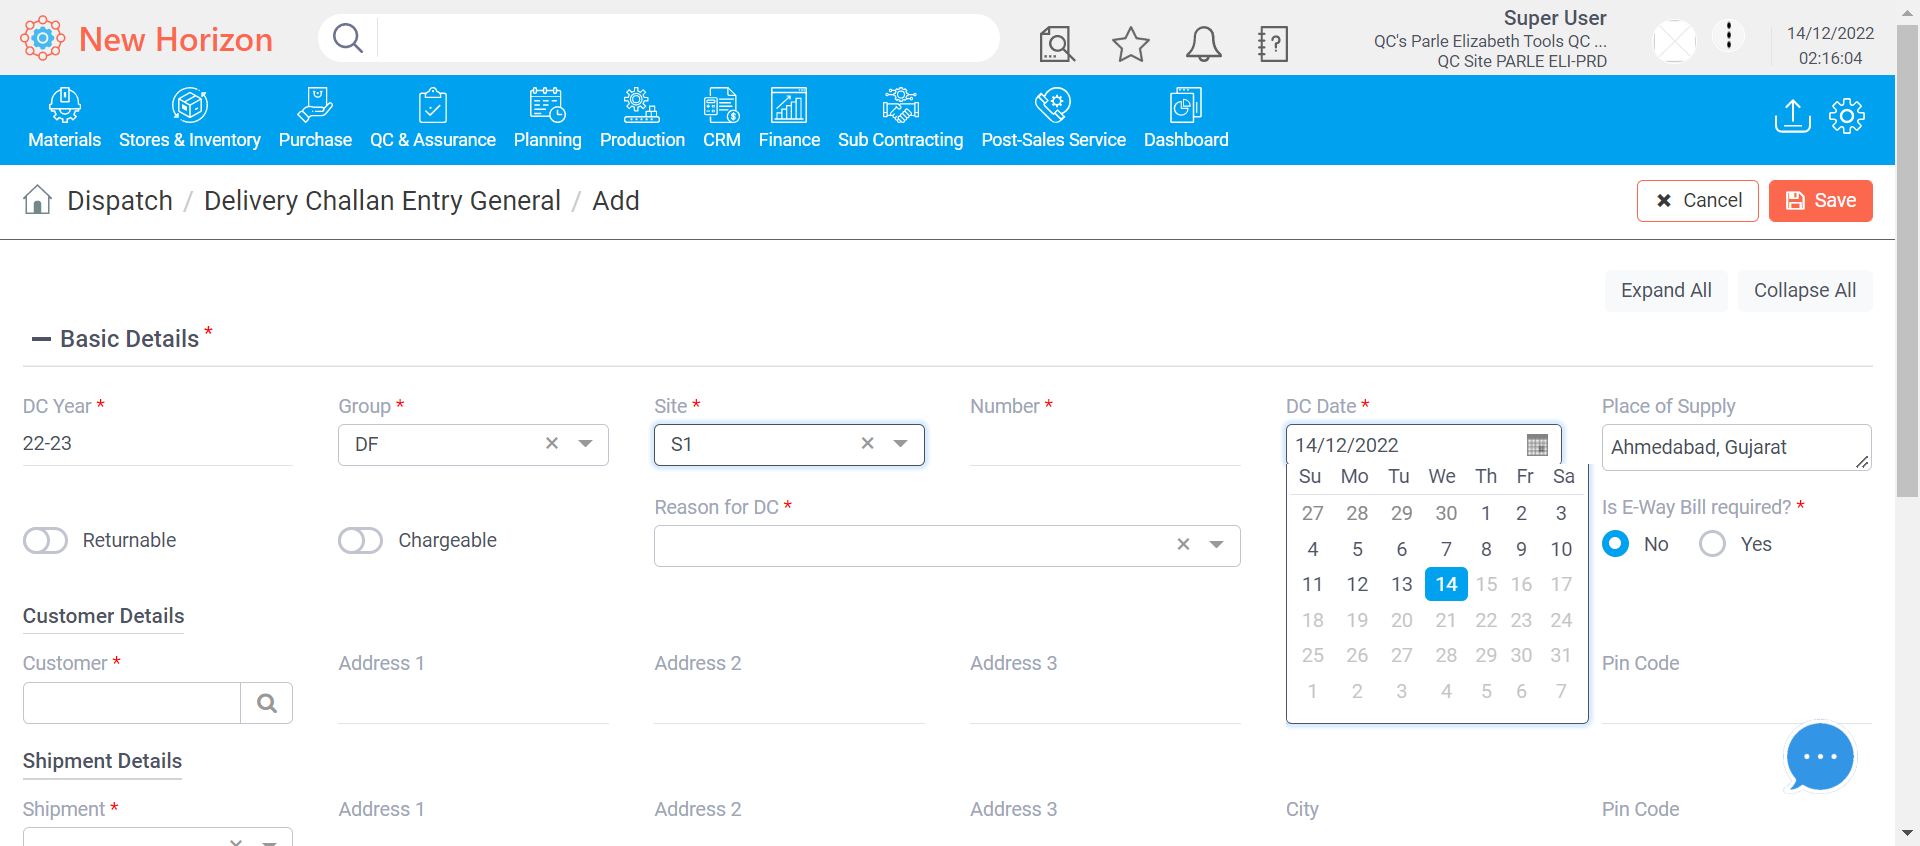 New Horizon
Super User
QC's Parle Elizabeth Tools QC ...
QC Site PARLE ELI-PRD
14/12/2022
02:16:04
Materials
Stores & Inventory
Purchase
QC & Assurance
Planning
Production
CRM
Finance
Sub Contracting
Post-Sales Service
Dashboard
Dispatch / Delivery Challan Entry General / Add
Cancel
Save
Expand All
Collapse All
Basic Details *
DC Year *
22-23
Group *
DF
Site *
S1
Number *
DC Date *
14/12/2022
Place of Supply
Ahmedabad, Gujarat
Su Mo Tu We Th Fr Sa
27 28 29 30 1 2 3
4 5 6 7 8 9 10
11 12 13 14 15 16 17
18 19 20 21 22 23 24
25 26 27 28 29 30 31
1 2 3 4 5 6 7
Returnable
Chargeable
Reason for DC *
Is E-Way Bill required? *
No
Yes
Customer Details
Customer *
Address 1
Address 2
Address 3
Pin Code
Shipment Details
Shipment *
Address 1
Address 2
Address 3
City
Pin Code